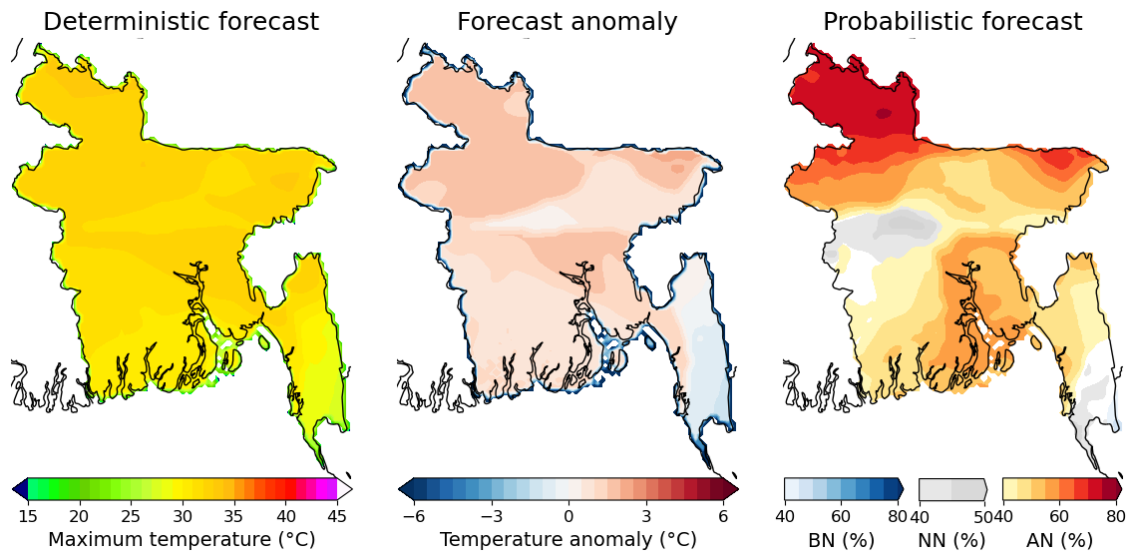 Deterministic forecast
Forecast anomaly
Probabilistic forecast
15 20 25 30 35 40 45
−6 −3 0 3 6
40 60 80
40 50
40 60 80
Maximum temperature (°C)
Temperature anomaly (°C)
BN (%)
NN (%)
AN (%)